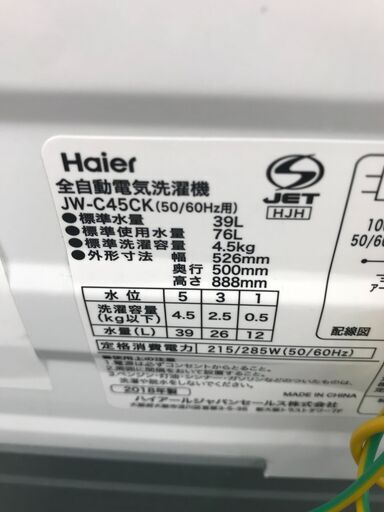 Haier
全自動電気洗濯機
JW-C45CK(50/60Hz用)
●標準水量 39L
●標準使用水量 76L
●標準洗濯容量 4.5kg
●外形寸法 幅 526mm
奥行 500mm
高さ 888mm
S
JET
HJH
水位 5 3 1
洗濯容量(kg以下) 4.5 2.5 0.5
水量(L) 39 26 12
定格消費電力 215/285W(50/60Hz)
配線図
2018年製
MADE IN CHINA
ハイアールジャパンセールス株式会社